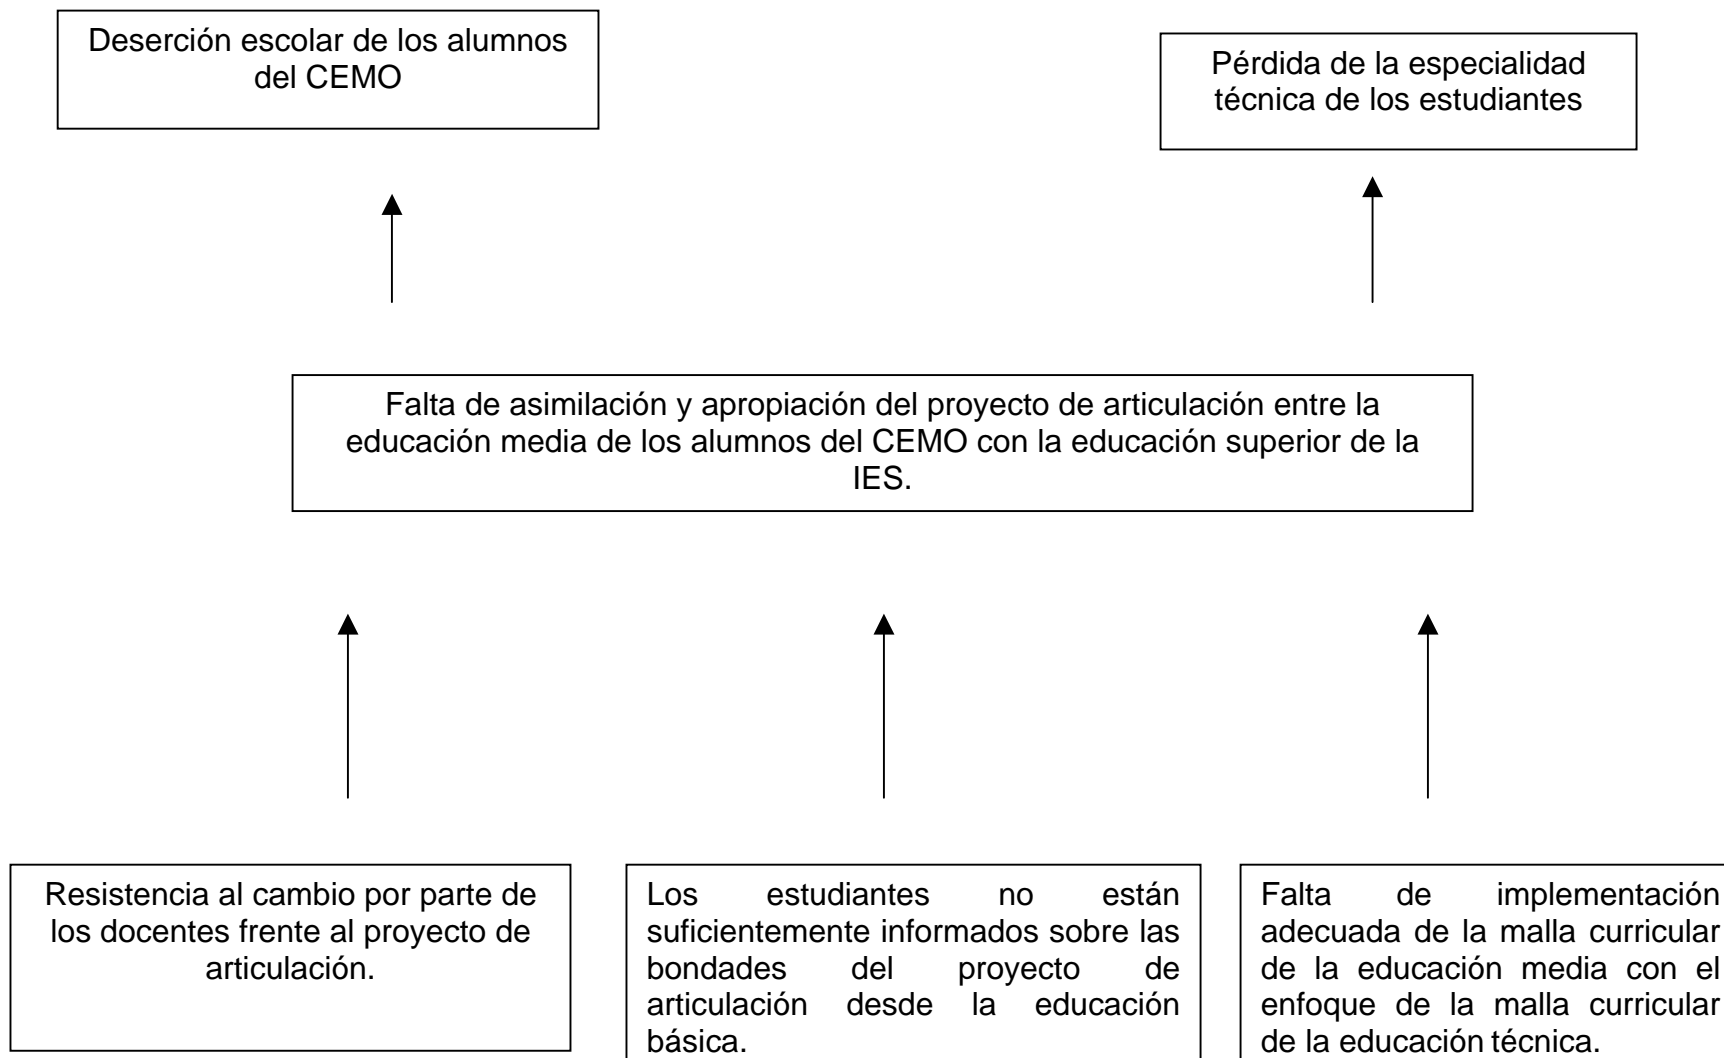 Deserción escolar de los alumnos
del CEMO
Pérdida de la especialidad
técnica de los estudiantes
Falta de asimilación y apropiación del proyecto de articulación entre la
educación media de los alumnos del CEMO con la educación superior de la
IES.
Resistencia al cambio por parte de
los docentes frente al proyecto de
articulación.
Los estudiantes no están
suficientemente informados sobre las
bondades del proyecto de
articulación desde la educación
básica.
Falta de implementación
adecuada de la malla curricular
de la educación media con el
enfoque de la malla curricular
de la educación técnica.